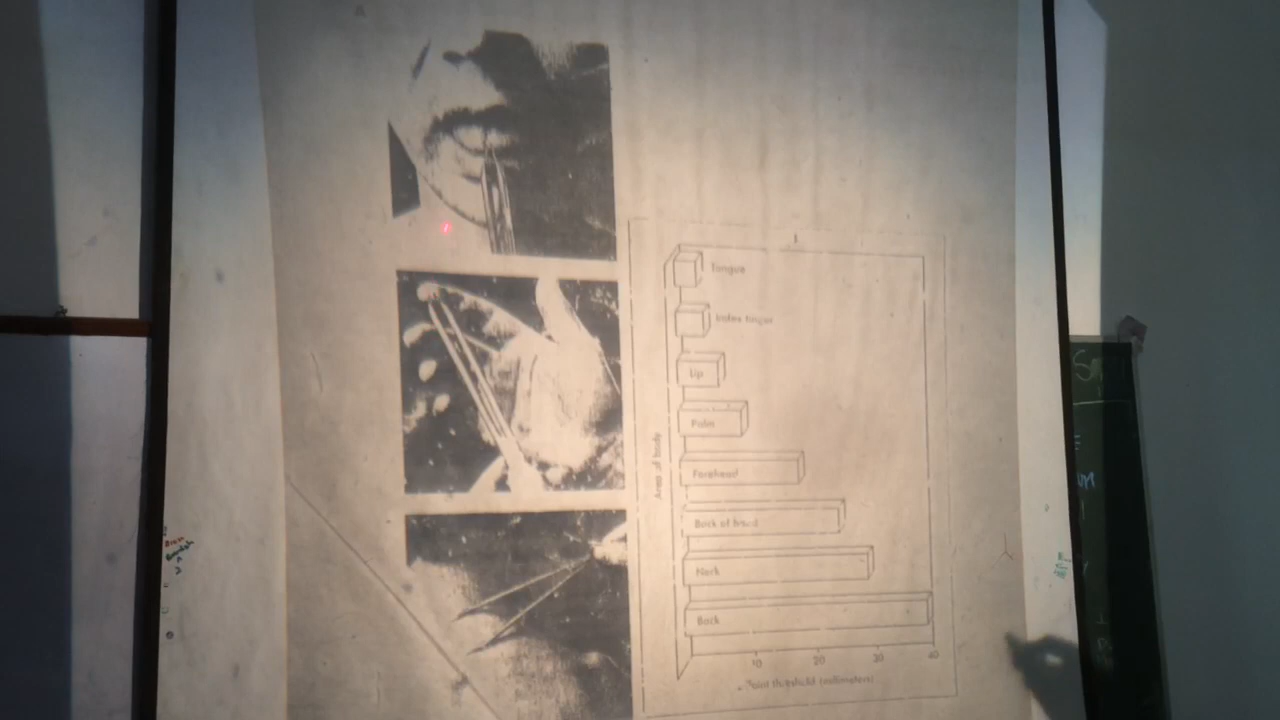 Tongue
Index finger
Lip
Palm
Forehead
Back of hand
Neck
Back
Area of body
10 20 30 40
Point threshold (millimeters)